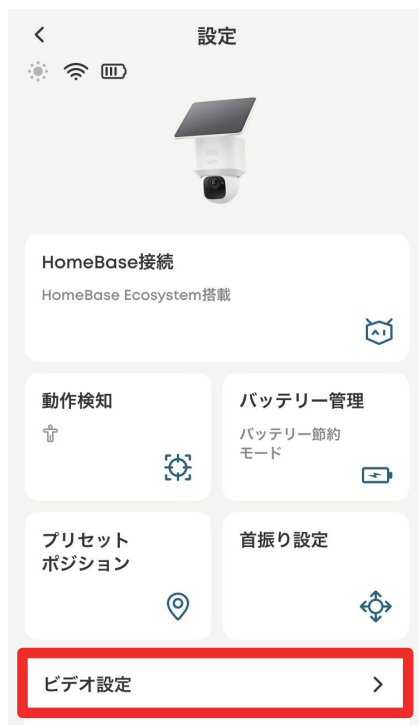 設定
HomeBase接続
HomeBase Ecosystem搭載
動作検知
バッテリー管理
バッテリー節約
モード
プリセット
ポジション
首振り設定
ビデオ設定